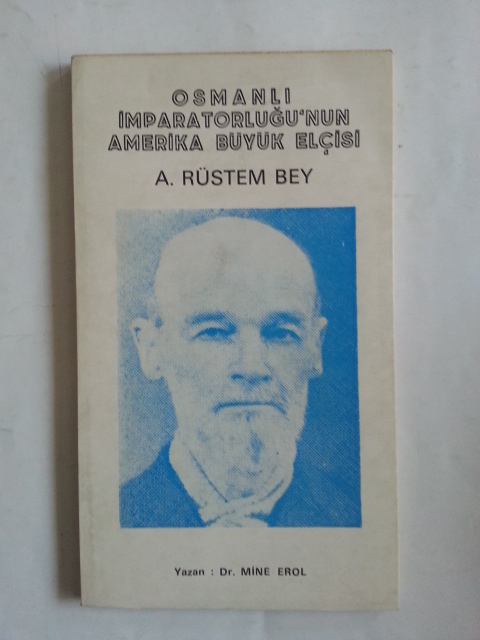 OSMANLI
İMPARATORLUĞU'NUN
AMERİKA BÜYÜK ELÇİSİ
A. RÜSTEM BEY
Yazan : Dr. MİNE EROL